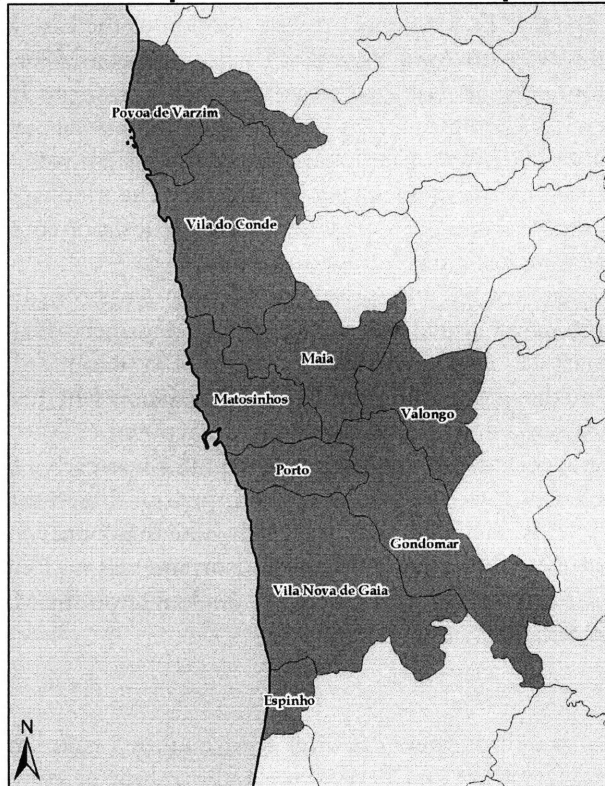 Povoa de Varzim
Vila do Conde
Maia
Matosinhos
Valongo
Porto
Gondomar
Vila Nova de Gaia
Espinho
N